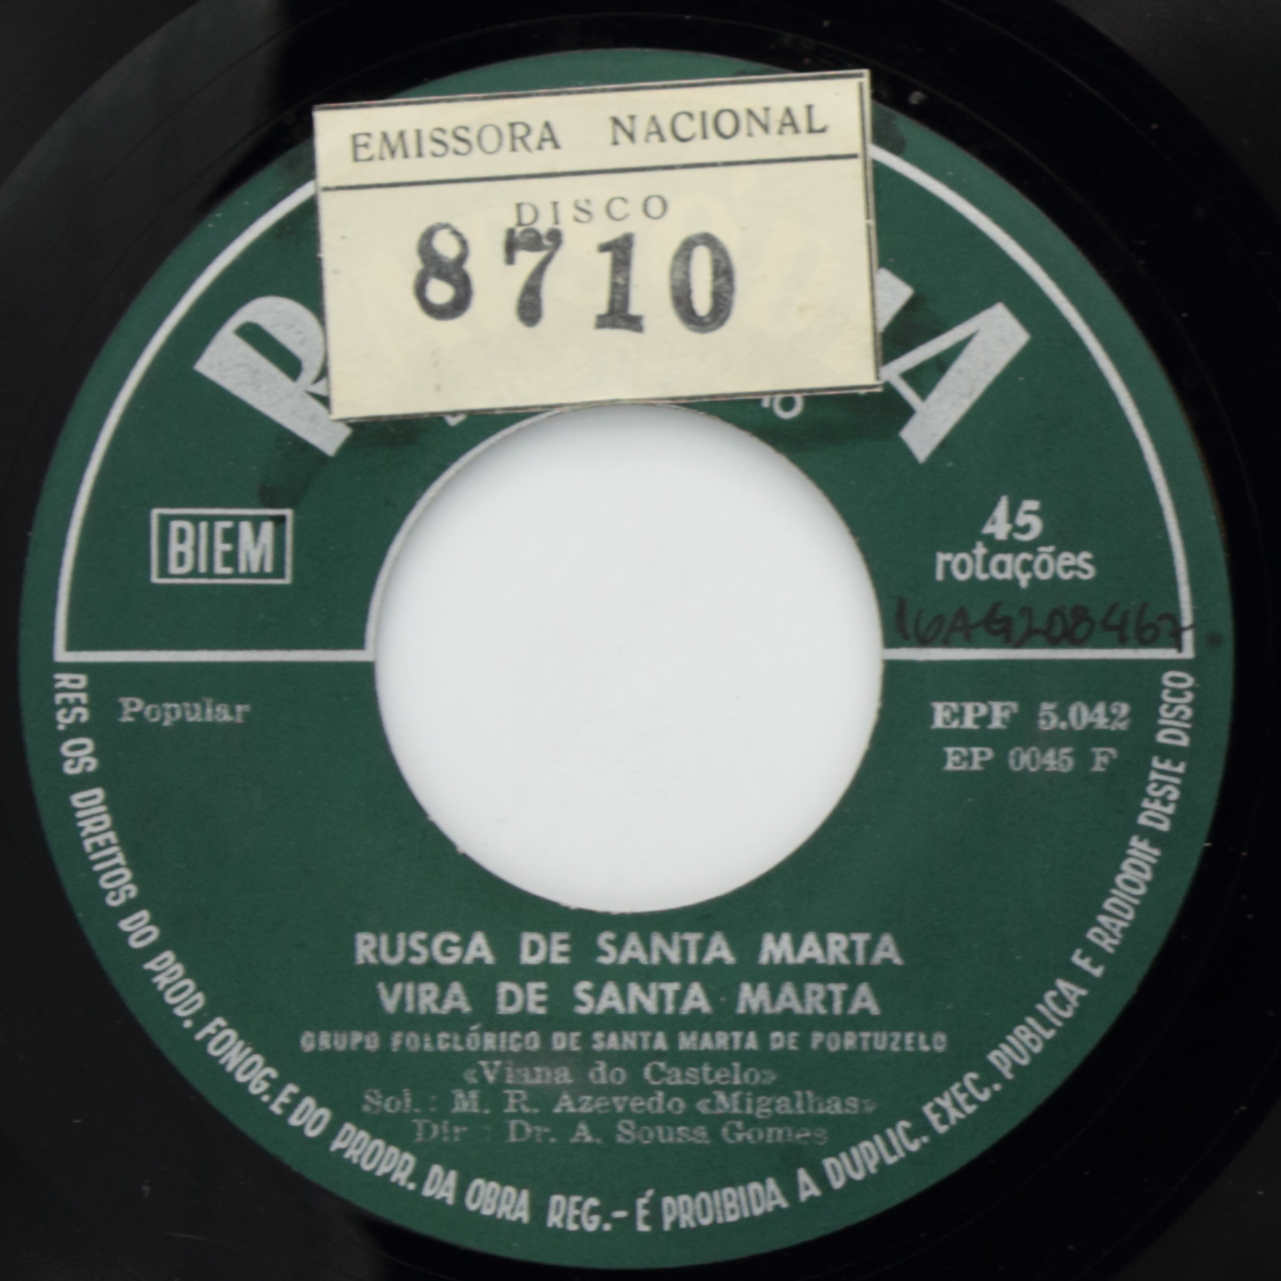 EMISSORA NACIONAL
DISCO
8710
BIEM
45
rotações
16AG208467
Popular
EPF 5.042
EP 0045 F
RUSGA DE SANTA MARTA
VIRA DE SANTA MARTA
GRUPO FOLCLÓRICO DE SANTA MARTA DE PORTUZELO
«Viana do Castelo»
Sol.: M. R. Azevedo «Migalhas»
Dir : Dr. A. Sousa Gomes
RES. OS DIREITOS DO PROD. FONOG. E DO PROPR. DA OBRA REG.- É PROIBIDA A DUPLIC. EXEC. PUBLICA E RADIODIF DESTE DISCO